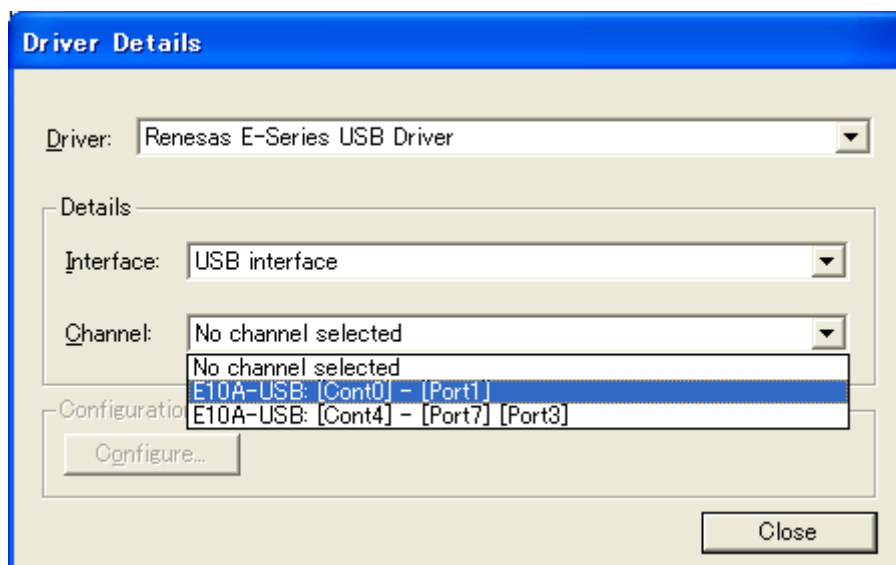 Driver Details
Driver: Renesas E-Series USB Driver
Details
Interface: USB interface
Channel: No channel selected
No channel selected
E10A-USB: [Cont0] - [Port1]
E10A-USB: [Cont4] - [Port7] [Port3]
Configuration
Configure...
Close